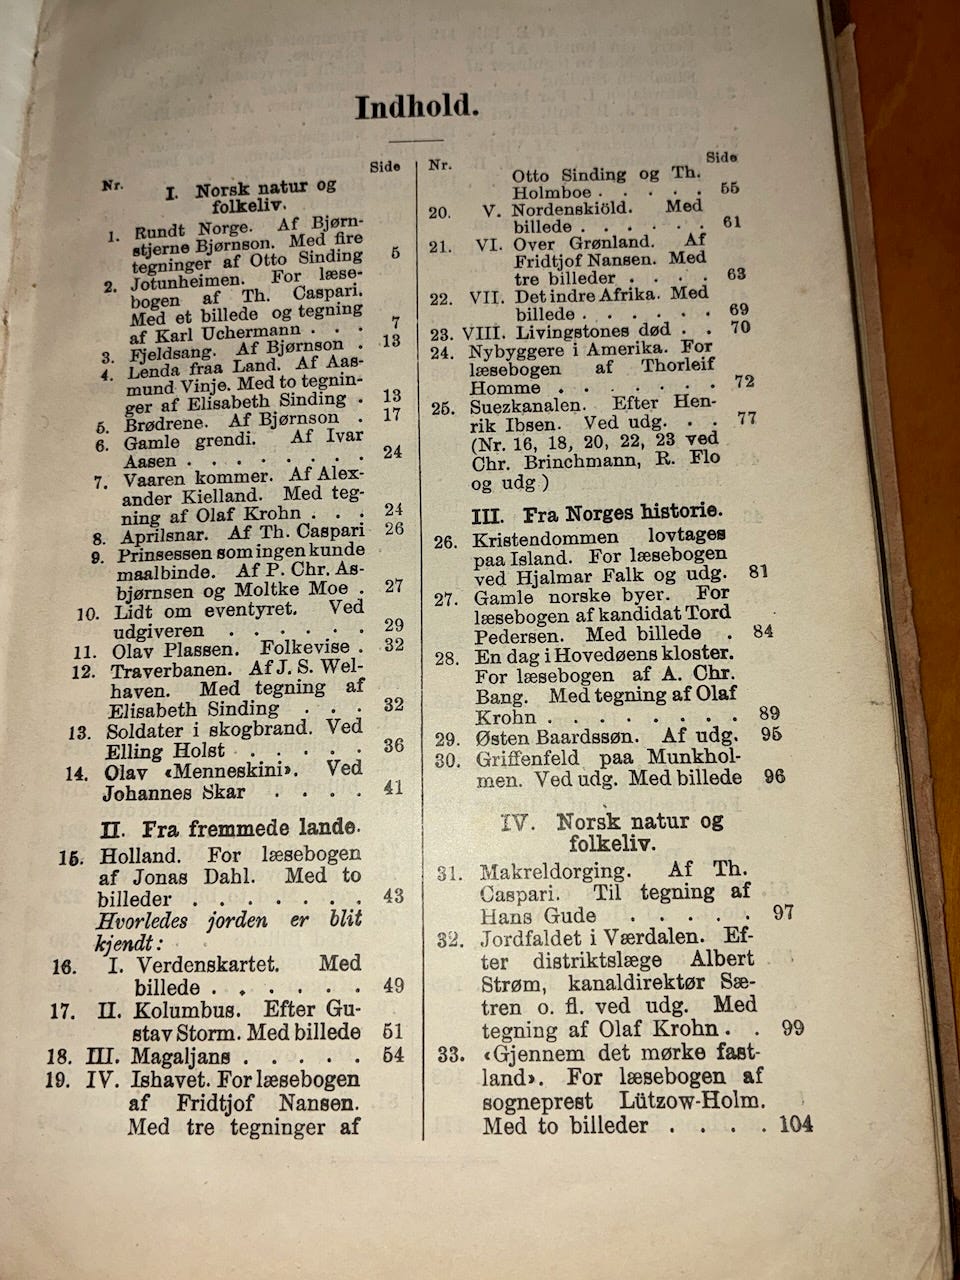 Indhold.
Nr. Side
I. Norsk natur og
folkeliv.
1. Rundt Norge. Af Bjørn-
stjerne Bjørnson. Med fire
tegninger af Otto Sinding 5
2. Jotunheimen. For læse-
bogen af Th. Caspari.
Med et billede og tegning
af Karl Uchermann . . . 7
3. Fjeldsang. Af Bjørnson . 13
4. Lenda fraa Land. Af Aas-
mund Vinje. Med to tegnin-
ger af Elisabeth Sinding . 13
5. Brødrene. Af Bjørnson . 17
6. Gamle grendi. Af Ivar
Aasen . . . . . . . . 24
7. Vaaren kommer. Af Alex-
ander Kielland. Med teg-
ning af Olaf Krohn . . . 24
8. Aprilsnar. Af Th. Caspari 26
9. Prinsessen som ingen kunde
maalbinde. Af P. Chr. As-
bjørnsen og Moltke Moe . 27
10. Lidt om eventyret. Ved
udgiveren . . . . . . 29
11. Olav Plassen. Folkevise . 32
12. Traverbanen. Af J. S. Wel-
haven. Med tegning af
Elisabeth Sinding . . . 32
13. Soldater i skogbrand. Ved
Elling Holst . . . . . 36
14. Olav «Menneskini». Ved
Johannes Skar . . . . 41
II. Fra fremmede lande.
15. Holland. For læsebogen
af Jonas Dahl. Med to
billeder . . . . . . . 43
Hvorledes jorden er blit
kjendt:
16. I. Verdenskartet. Med
billede . . . . . . 49
17. II. Kolumbus. Efter Gu-
stav Storm. Med billede 51
18. III. Magaljans . . . . . 54
19. IV. Ishavet. For læsebogen
af Fridtjof Nansen.
Med tre tegninger af
Nr. Side
Otto Sinding og Th.
Holmboe . . . . . 55
20. V. Nordenskiöld. Med
billede . . . . . . 61
21. VI. Over Grønland. Af
Fridtjof Nansen. Med
tre billeder . . . . 63
22. VII. Det indre Afrika. Med
billede . . . . . . 69
23. VIII. Livingstones død . . 70
24. Nybyggere i Amerika. For
læsebogen af Thorleif
Homme . . . . . . . 72
25. Suezkanalen. Efter Hen-
rik Ibsen. Ved udg. . . 77
(Nr. 16, 18, 20, 22, 23 ved
Chr. Brinchmann, R. Flo
og udg )
III. Fra Norges historie.
26. Kristendommen lovtages
paa Island. For læsebogen
ved Hjalmar Falk og udg. 81
27. Gamle norske byer. For
læsebogen af kandidat Tord
Pedersen. Med billede . 84
28. En dag i Hovedøens kloster.
For læsebogen af A. Chr.
Bang. Med tegning af Olaf
Krohn . . . . . . . . 89
29. Østen Baardssøn. Af udg. 95
30. Griffenfeld paa Munkhol-
men. Ved udg. Med billede 96
IV. Norsk natur og
folkeliv.
31. Makreldorging. Af Th.
Caspari. Til tegning af
Hans Gude . . . . . 97
32. Jordfaldet i Værdalen. Ef-
ter distriktslæge Albert
Strøm, kanaldirektør Sæ-
tren o. fl. ved udg. Med
tegning af Olaf Krohn . . 99
33. «Gjennem det mørke fast-
land». For læsebogen af
sogneprest Lützow-Holm.
Med to billeder . . . . 104